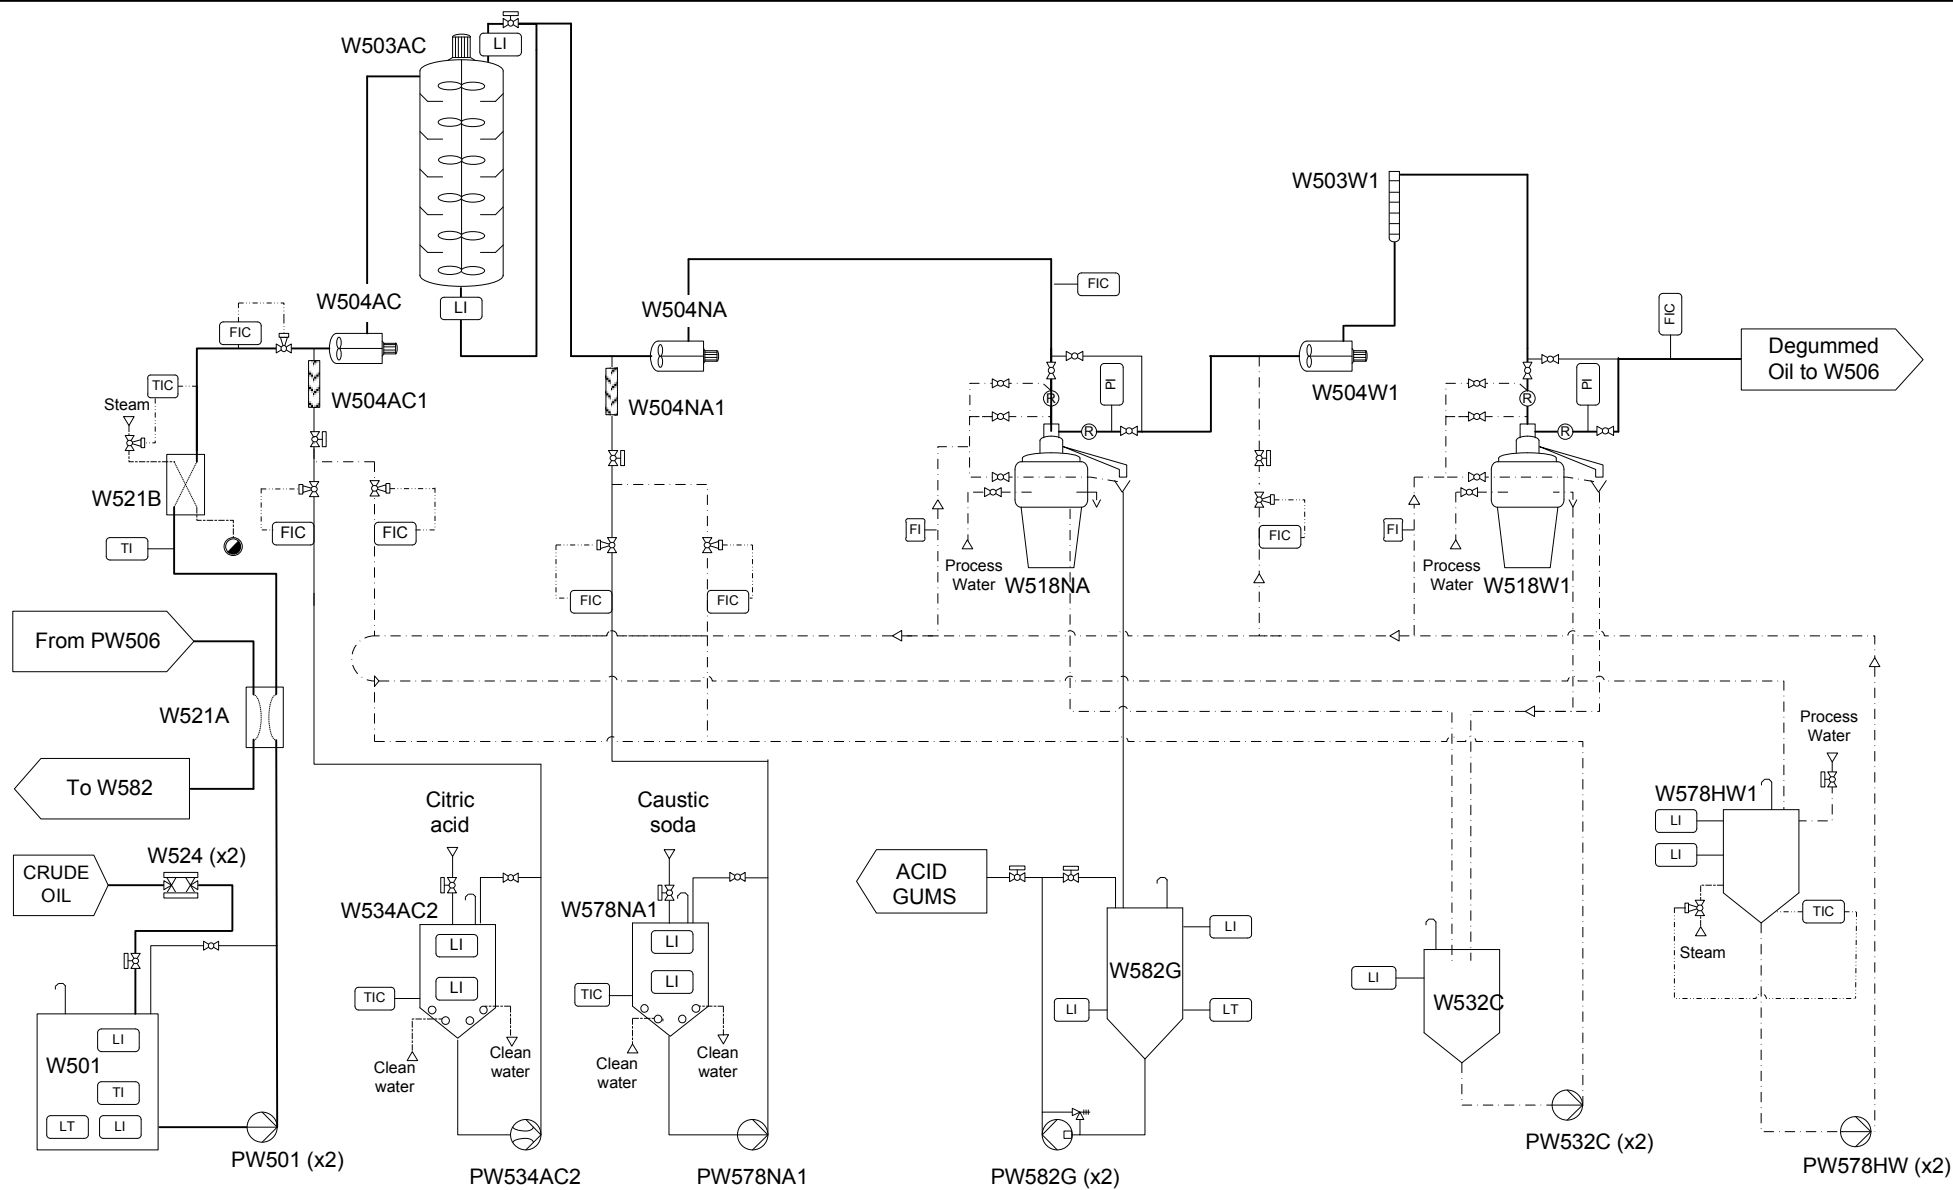 W503AC
LI
W503W1
W504AC
LI
W504NA
FIC
FIC
FIC
Degummed
Oil to W506
TIC
Steam
W504AC1
W504NA1
PI
W504W1
PI
R
R
R
R
W521B
FIC
FIC
FI
FIC
FI
TI
Process
Water
W518NA
Process
Water
W518W1
FIC
FIC
From PW506
W521A
Process
Water
To W582
Citric
acid
Caustic
soda
W578HW1
LI
LI
W524 (x2)
CRUDE
OIL
ACID
GUMS
W534AC2
W578NA1
TIC
LI
LI
LI
Steam
LI
LI
W582G
LI
W532C
TIC
TIC
LI
LT
LI
W501
TI
LT
LI
Clean
water
Clean
water
Clean
water
Clean
water
PW501 (x2)
PW534AC2
PW578NA1
PW582G (x2)
PW532C (x2)
PW578HW (x2)